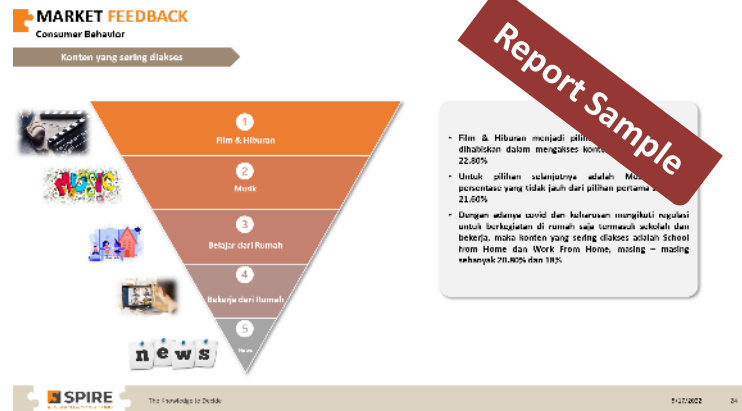 MARKET FEEDBACK
Consumer Behavior
Konten yang sering diakses
Report Sample
1
Film & Hiburan
2
Musik
3
Belajar dari Rumah
4
Bekerja dari Rumah
5
News
MUSIC
news
• Film & Hiburan menjadi
dihabiskan dalam mengakses
22.80%
• Untuk pilihan selanjutnya adalah
persentase yang tidak jauh dari pilihan pertama
21.60%
• Dengan adanya covid dan keharusan mengikuti regulasi
untuk berkegiatan di rumah saja termasuk sekolah dan
bekerja, maka konten yang sering diakses adalah School
from Home dan Work From Home, masing – masing
sebanyak 20.80% dan 18%
SPIRE
The Knowledge to Decide
34